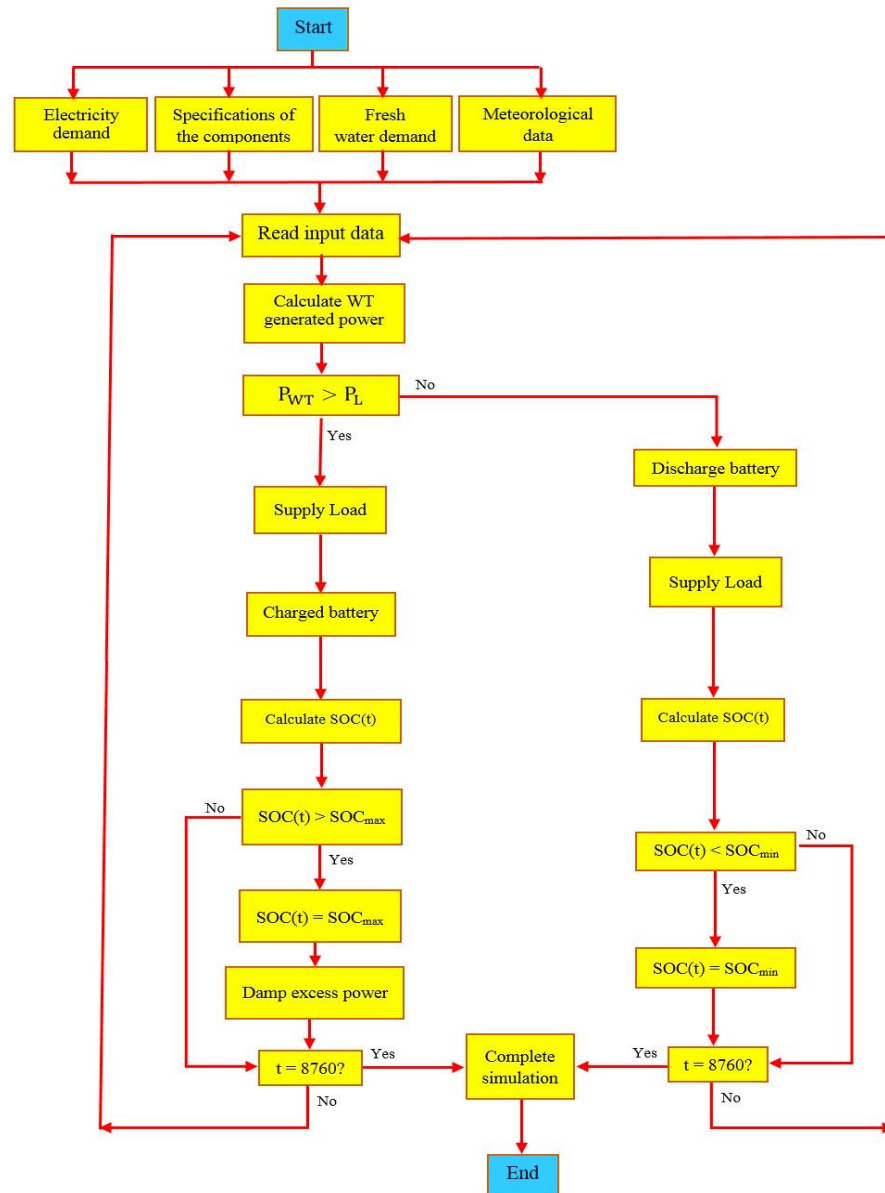 Start
Electricity
demand
Specifications of
the components
Fresh
water demand
Meteorological
data
Read input data
Calculate WT
generated power
P_WT > P_L
No
Yes
Discharge battery
Supply Load
Supply Load
Charged battery
Calculate SOC(t)
Calculate SOC(t)
No
SOC(t) > SOC_max
Yes
SOC(t) < SOC_min
No
Yes
SOC(t) = SOC_max
SOC(t) = SOC_min
Damp excess power
t = 8760?
Yes
No
Complete
simulation
Yes
t = 8760?
No
End